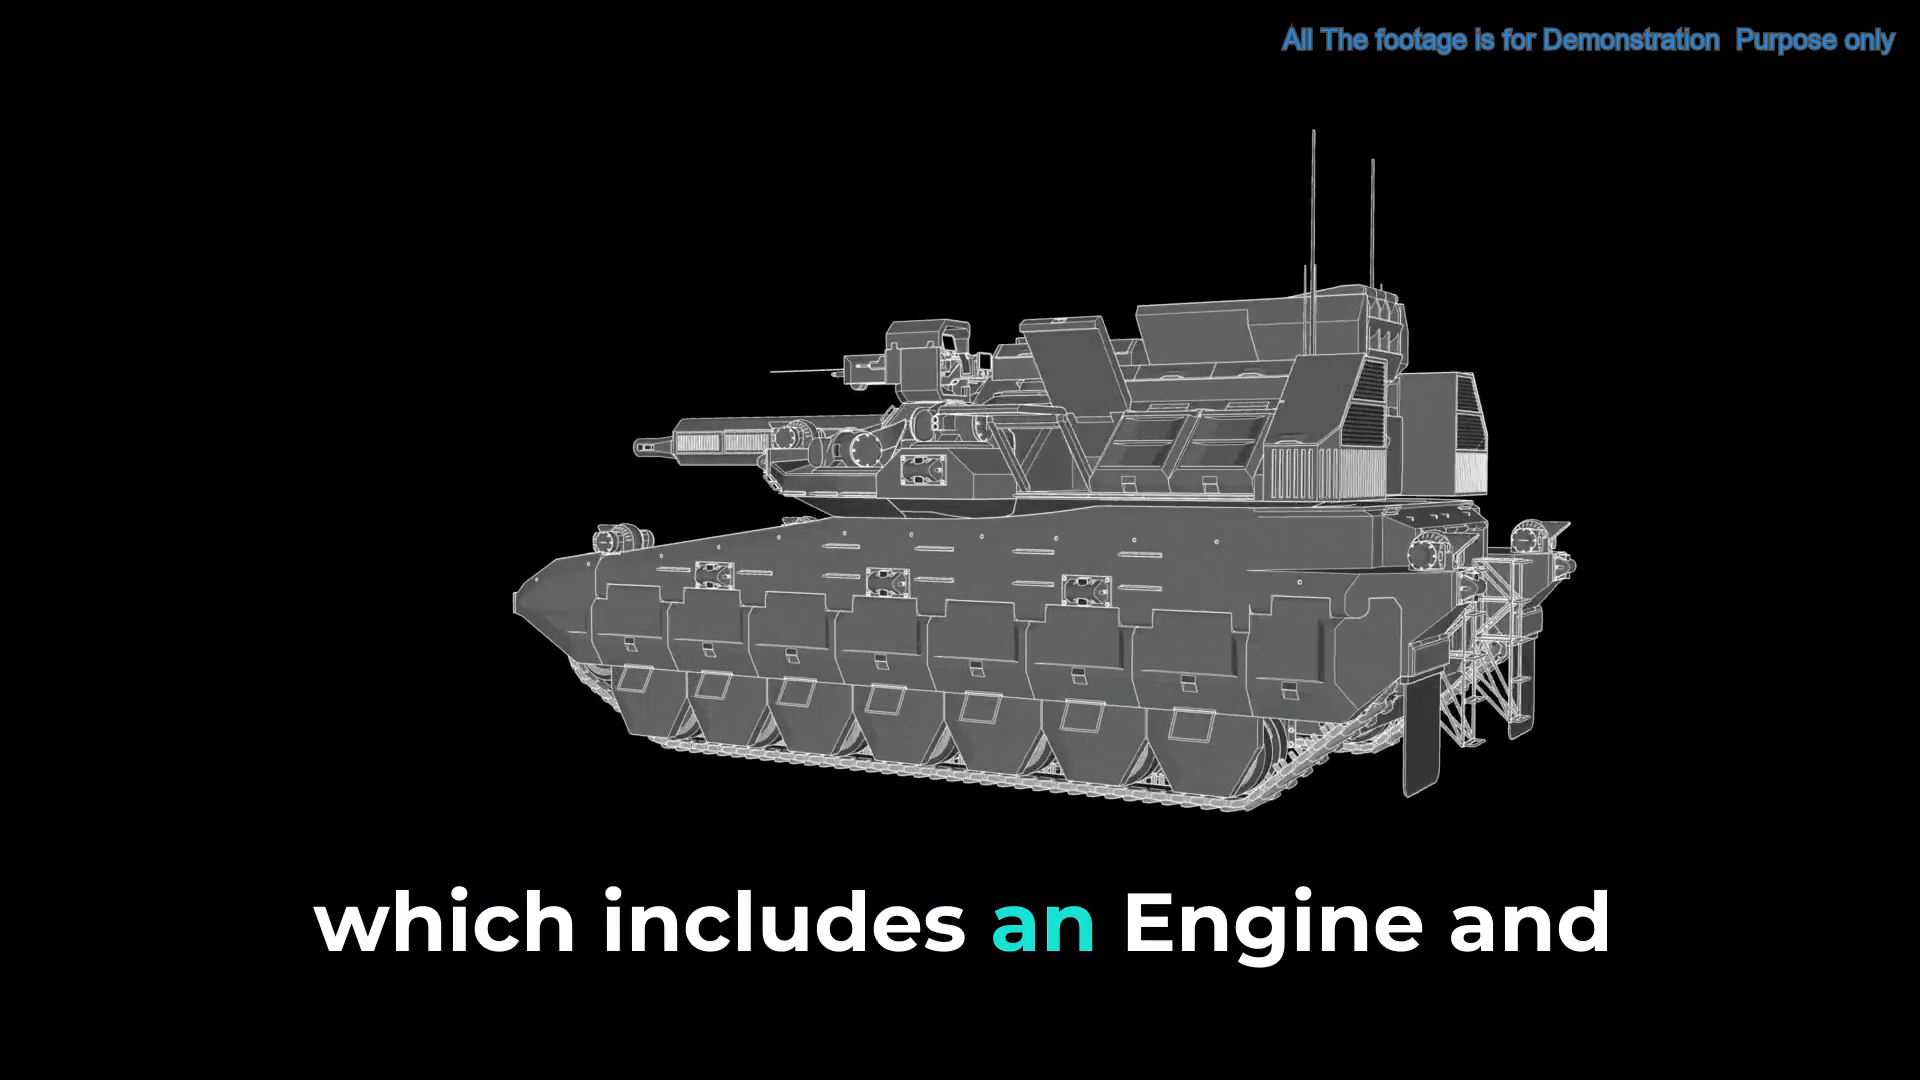 All The footage is for Demonstration  Purpose only
which includes an Engine and